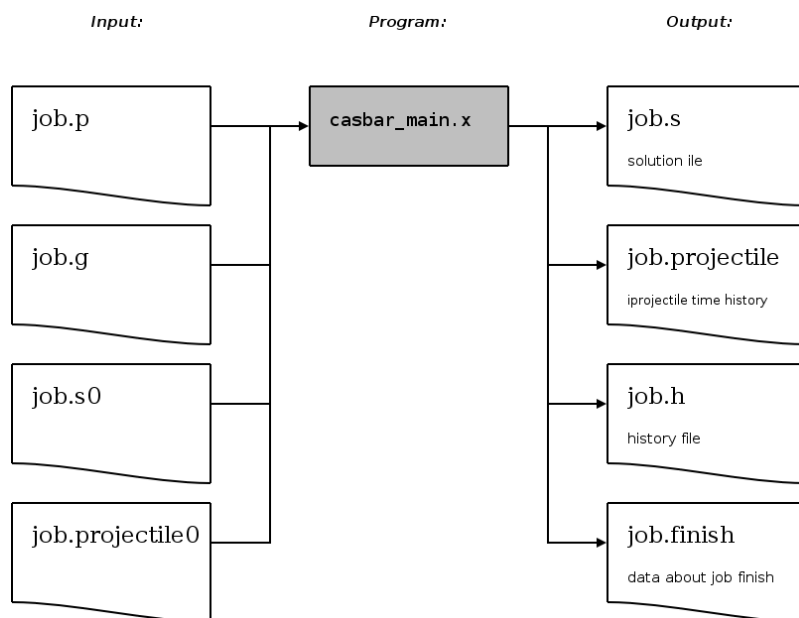 Input:
Program:
Output:
job.p
casbar_main.x
job.s
solution ile
job.g
job.projectile
iprojectile time history
job.s0
job.h
history file
job.projectile0
job.finish
data about job finish